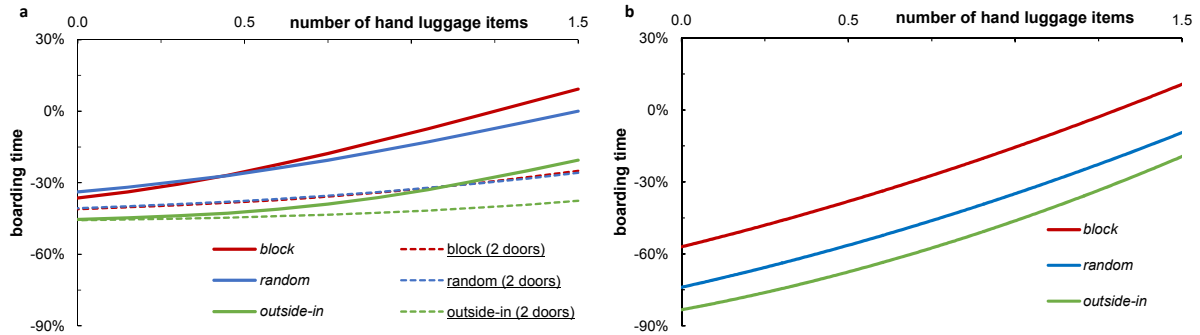 a
number of hand luggage items
0.0 0.5 1.5
30%
0%
-30%
-60%
-90%
boarding time
block
random
outside-in
block (2 doors)
random (2 doors)
outside-in (2 doors)
b
number of hand luggage items
0.0 0.5 1.5
30%
0%
-30%
-60%
-90%
boarding time
block
random
outside-in